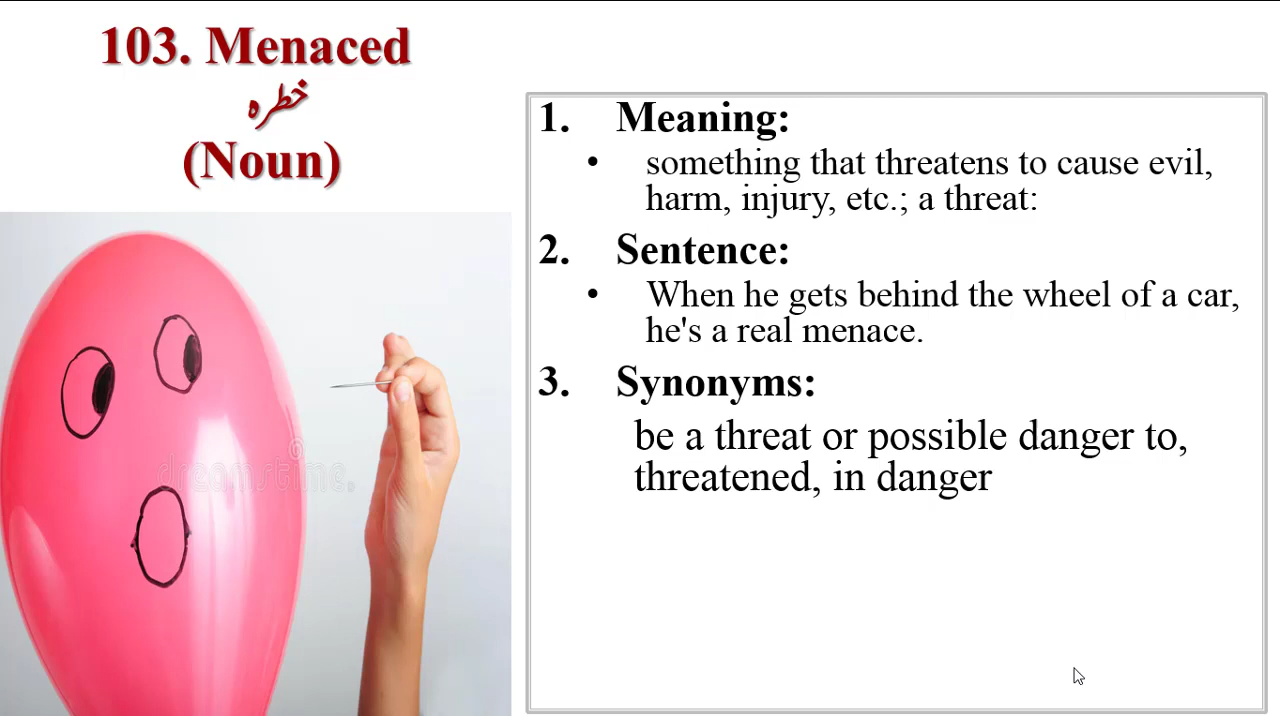 103. Menaced
خطرہ
(Noun)
1. Meaning:
• something that threatens to cause evil,
harm, injury, etc.; a threat:
2. Sentence:
• When he gets behind the wheel of a car,
he's a real menace.
3. Synonyms:
be a threat or possible danger to,
threatened, in danger
dreamstime.